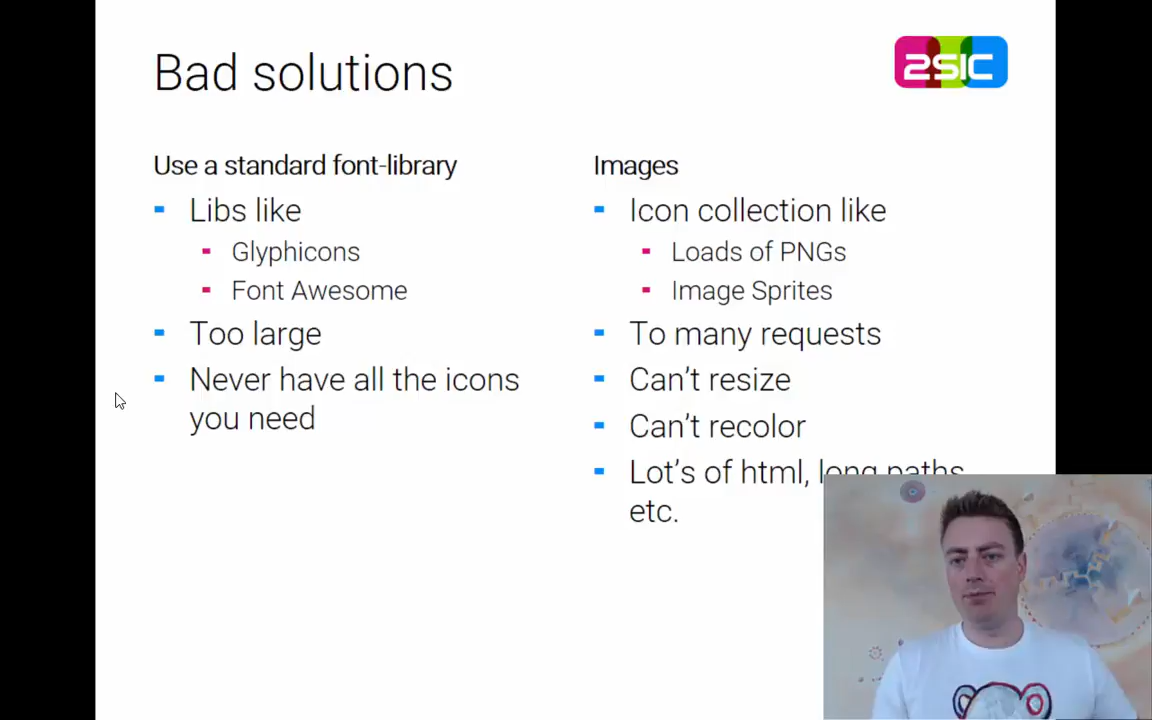 Bad solutions
2SIC
Use a standard font-library
Libs like
Glyphicons
Font Awesome
Too large
Never have all the icons
you need
Images
Icon collection like
Loads of PNGs
Image Sprites
To many requests
Can't resize
Can't recolor
Lot's of html, long paths
etc.